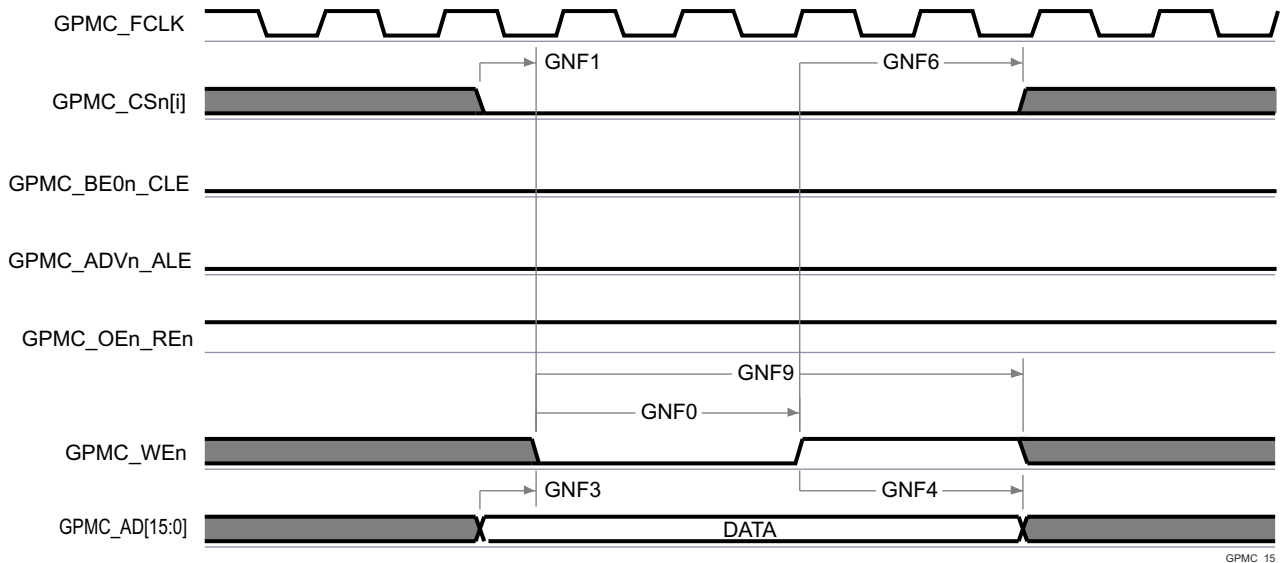 GPMC_FCLK
GNF1
GNF6
GPMC_CSn[i]
GPMC_BE0n_CLE
GPMC_ADVn_ALE
GPMC_OEn_REn
GNF9
GNF0
GPMC_WEn
GNF3
GNF4
GPMC_AD[15:0]
DATA
GPMC_15